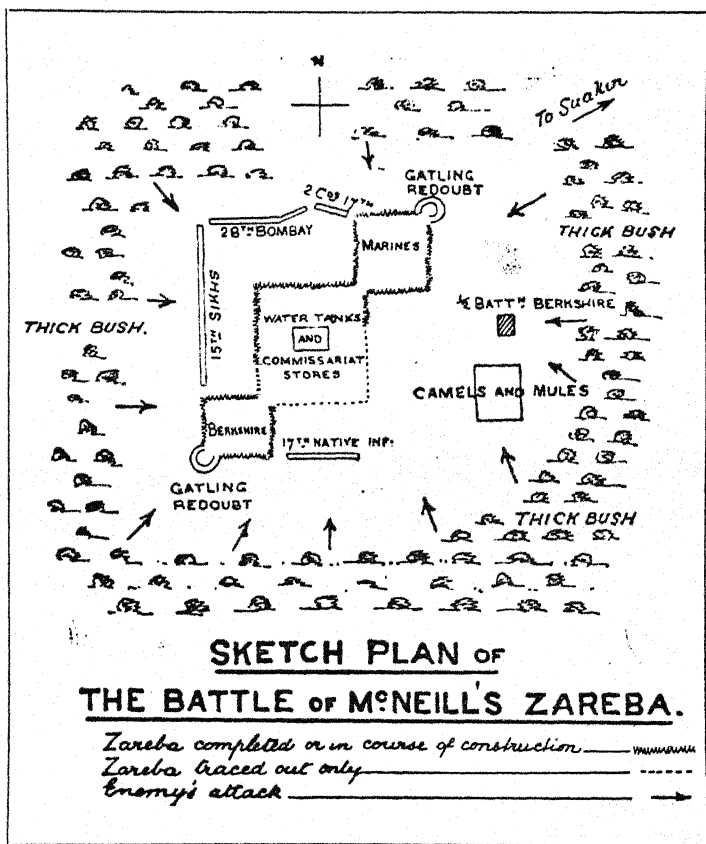 N
To Suakin
2 COS 17TH
GATLING
REDOUBT
28TH BOMBAY
MARINES
THICK BUSH
15TH SIKHS
½ BATTN BERKSHIRE
WATER TANKS
AND
COMMISSARIAT
STORES
THICK BUSH.
CAMELS AND MULES
BERKSHIRE
17TH NATIVE INF:
GATLING
REDOUBT
THICK BUSH
SKETCH PLAN OF
THE BATTLE OF MCNEILL'S ZAREBA.
Zareba completed or in course of construction
Zareba traced out only
Enemy's attack